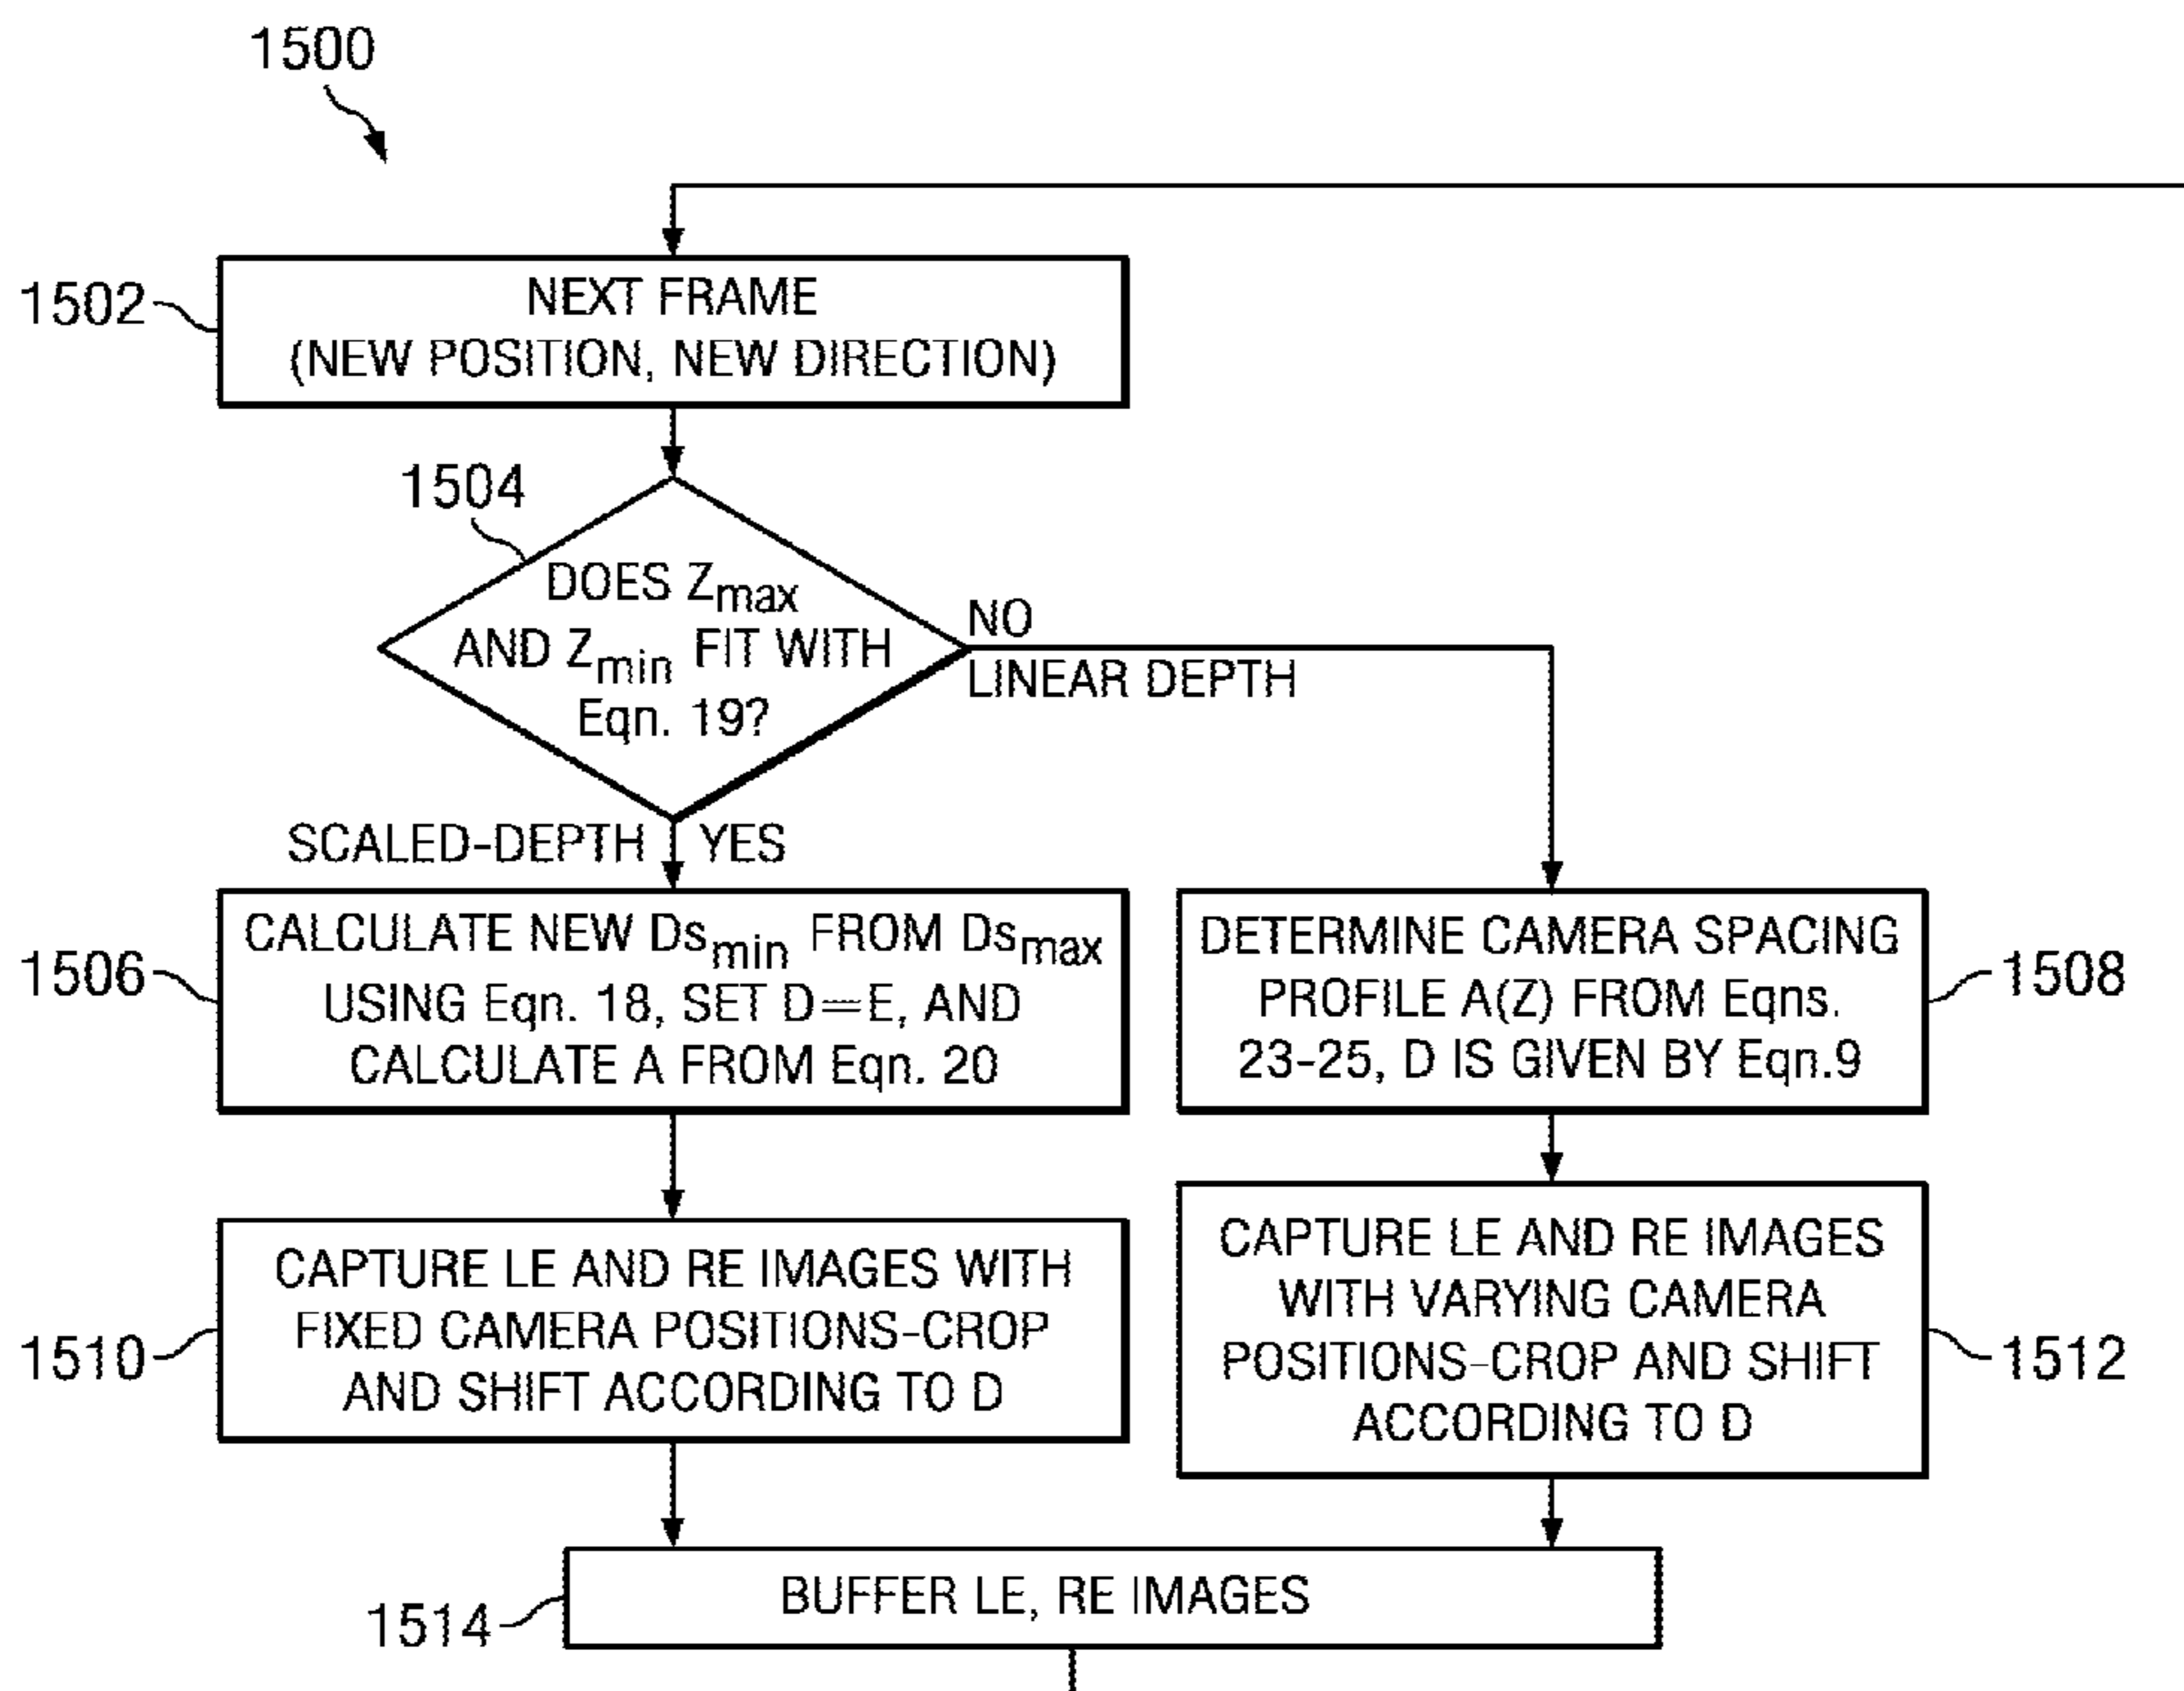 1500
1502
NEXT FRAME
(NEW POSITION, NEW DIRECTION)
1504
DOES Zmax
AND Zmin FIT WITH
Eqn. 19?
NO
LINEAR DEPTH
SCALED-DEPTH YES
1506
CALCULATE NEW Dsmin FROM Dsmax
USING Eqn. 18, SET D=E, AND
CALCULATE A FROM Eqn. 20
DETERMINE CAMERA SPACING
PROFILE A(Z) FROM Eqns.
23-25, D IS GIVEN BY Eqn.9
1508
1510
CAPTURE LE AND RE IMAGES WITH
FIXED CAMERA POSITIONS-CROP
AND SHIFT ACCORDING TO D
CAPTURE LE AND RE IMAGES
WITH VARYING CAMERA
POSITIONS-CROP AND SHIFT
ACCORDING TO D
1512
1514
BUFFER LE, RE IMAGES